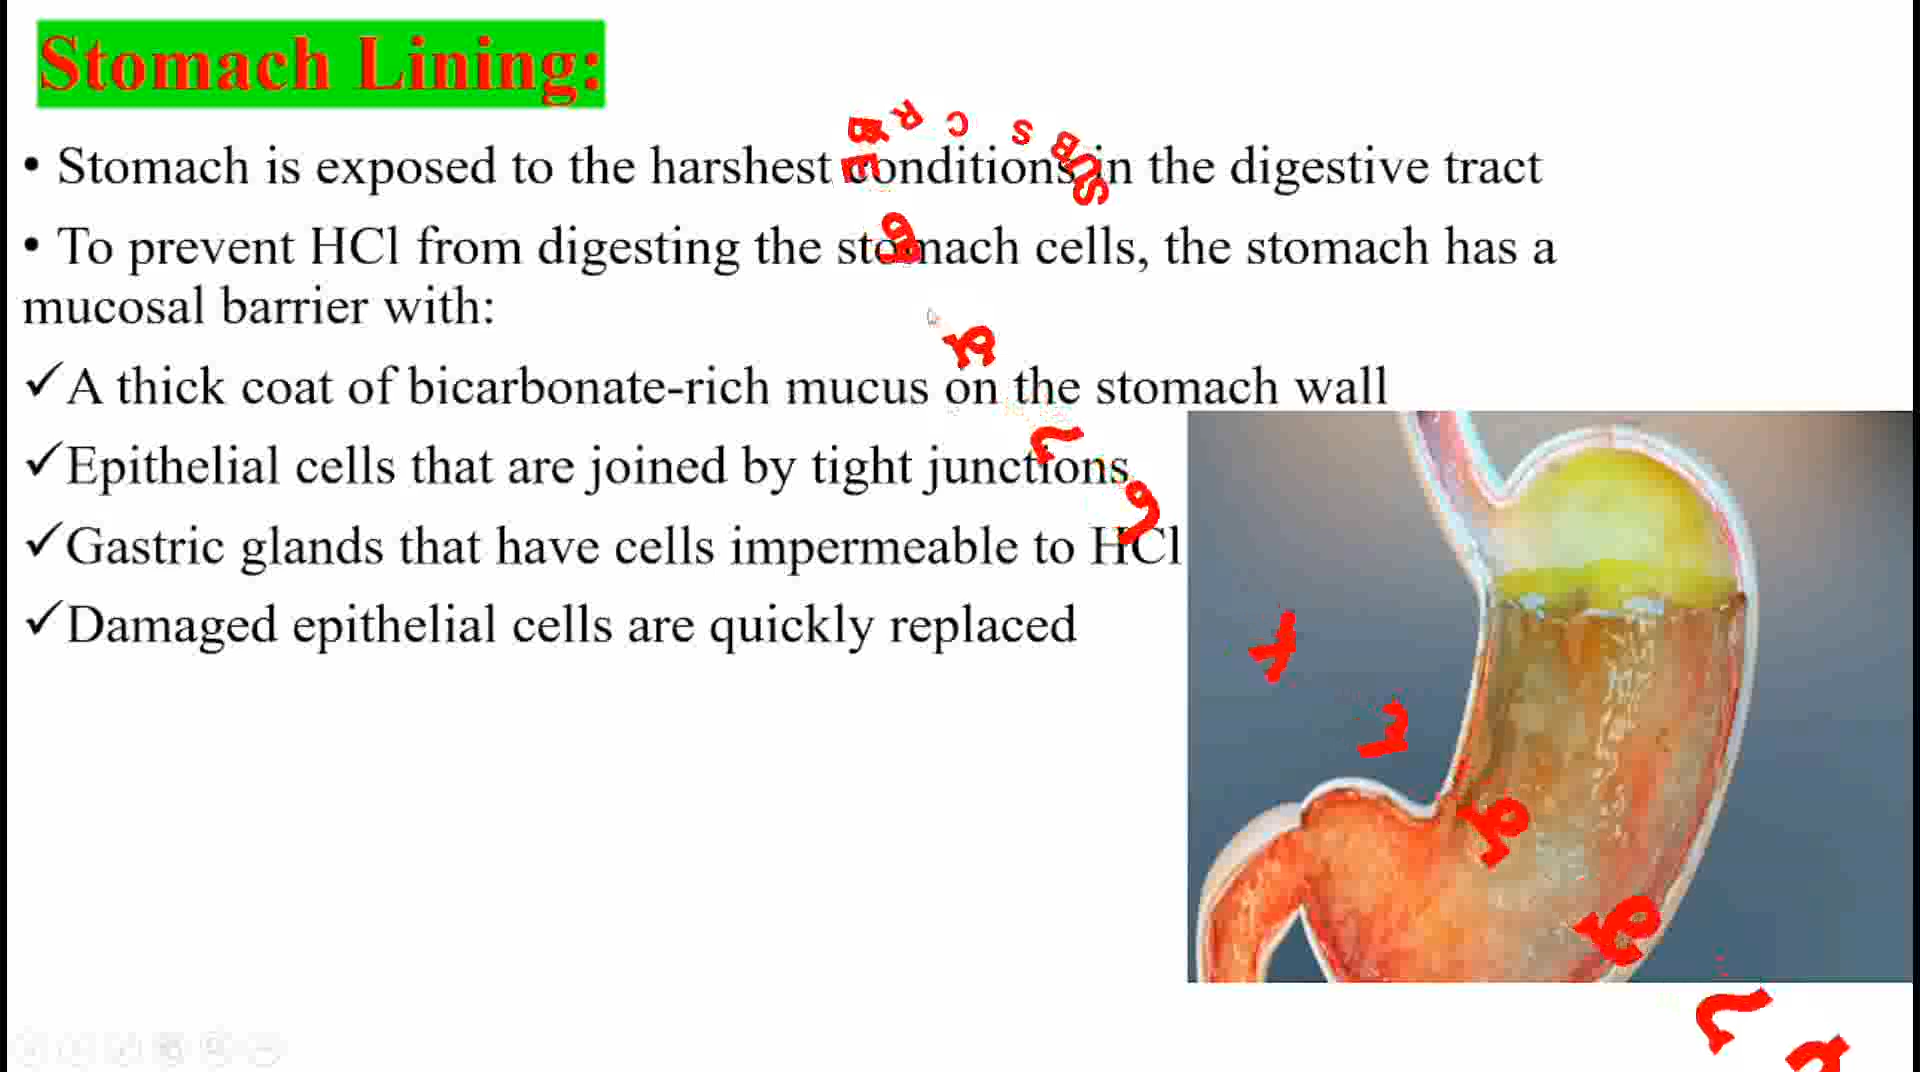 Stomach Lining:
• Stomach is exposed to the harshest conditions in the digestive tract
• To prevent HCl from digesting the stomach cells, the stomach has a
mucosal barrier with:
✓A thick coat of bicarbonate-rich mucus on the stomach wall
✓Epithelial cells that are joined by tight junctions
✓Gastric glands that have cells impermeable to HCl
✓Damaged epithelial cells are quickly replaced